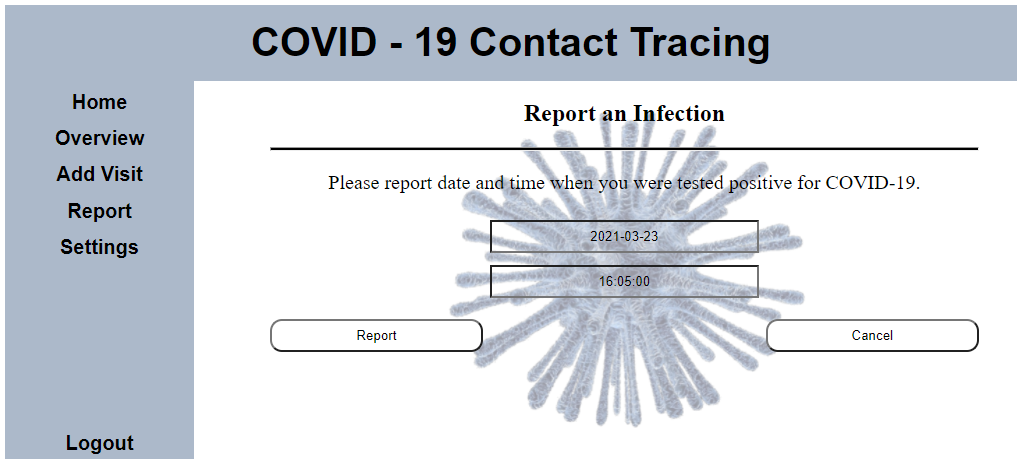 COVID - 19 Contact Tracing
Home
Overview
Add Visit
Report
Settings
Logout
Report an Infection
Please report date and time when you were tested positive for COVID-19.
2021-03-23
16:05:00
Report
Cancel